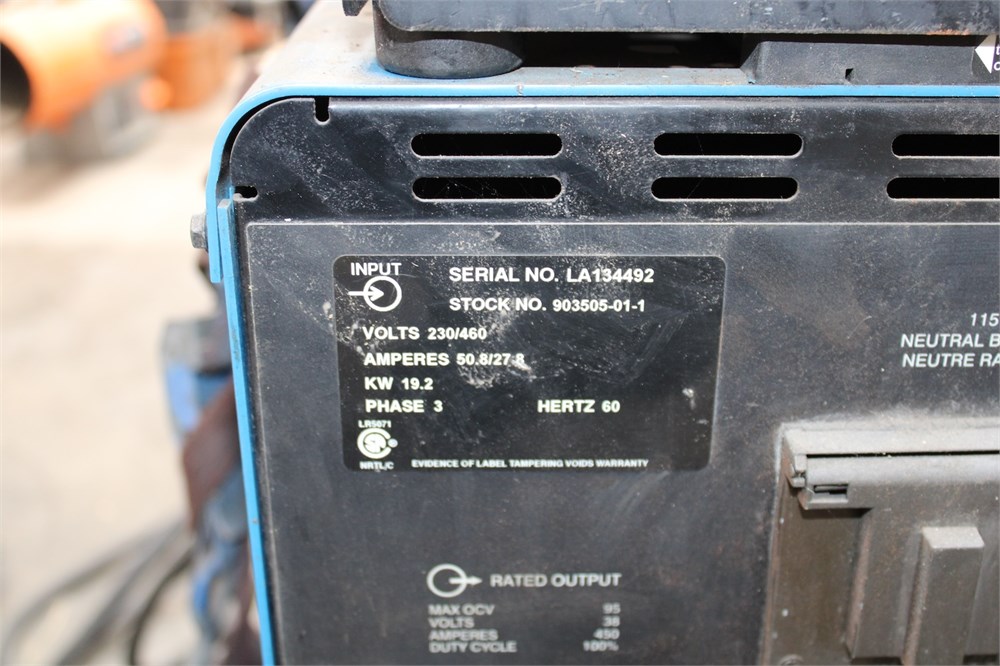 INPUT
SERIAL NO. LA134492
STOCK NO. 903505-01-1
VOLTS 230/460
AMPERES 50.8/27.8
KW 19.2
PHASE 3 HERTZ 60
LR5071
NRTL/C
EVIDENCE OF LABEL TAMPERING VOIDS WARRANTY
115
NEUTRAL B
NEUTRE RA
RATED OUTPUT
MAX OCV 95
VOLTS 38
AMPERES 450
DUTY CYCLE 100%